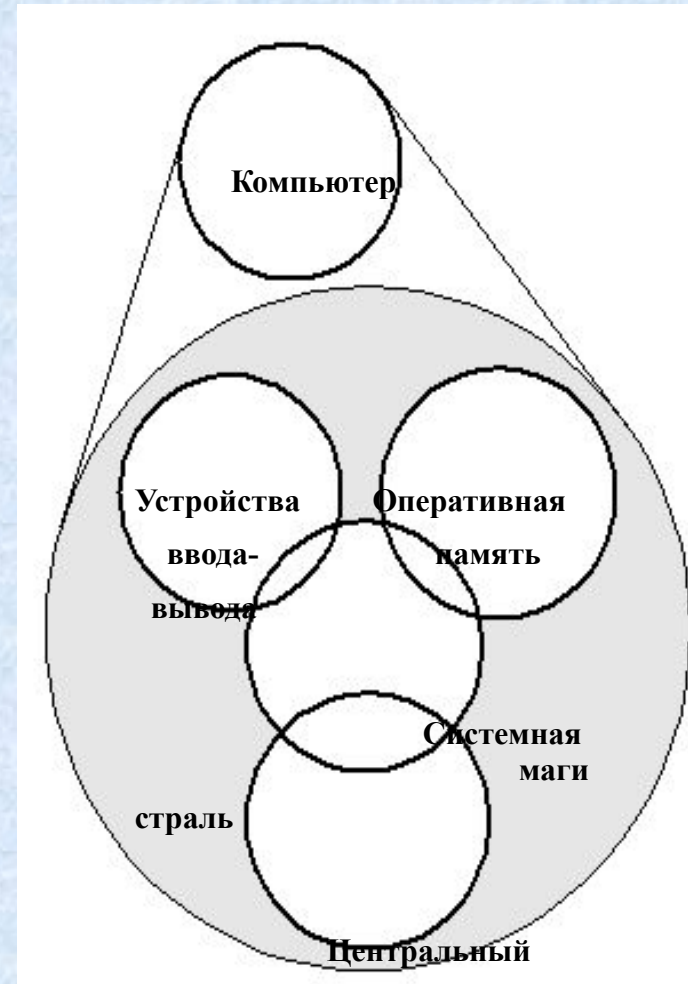 Компьютер
Устройства
ввода-
вывода
Оперативная
память
Системная
маги
страль
Центральный